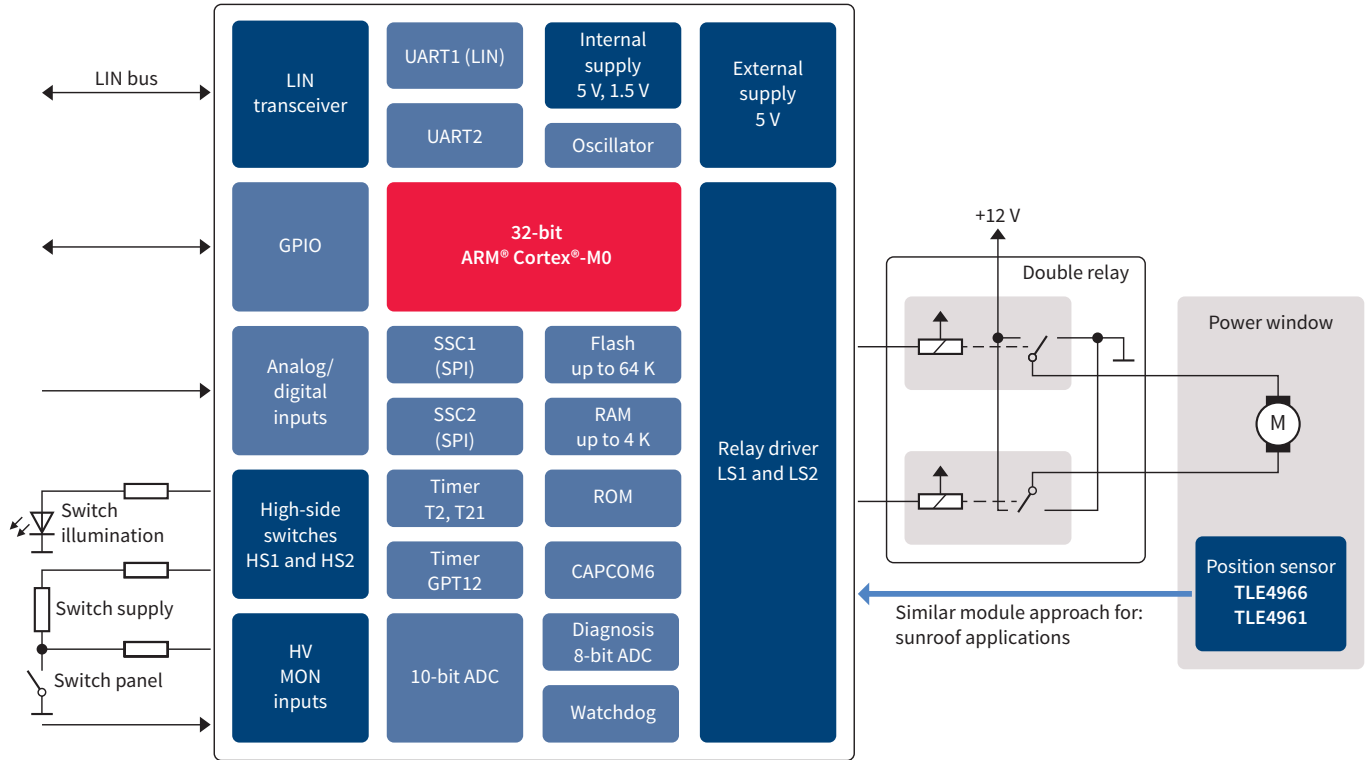 LIN bus
LIN
transceiver
UART1 (LIN)
UART2
Internal
supply
5 V, 1.5 V
Oscillator
External
supply
5 V
GPIO
32-bit
ARM® Cortex®-M0
Analog/
digital
inputs
SSC1
(SPI)
Flash
up to 64 K
SSC2
(SPI)
RAM
up to 4 K
Relay driver
LS1 and LS2
High-side
switches
HS1 and HS2
Timer
T2, T21
ROM
Timer
GPT12
CAPCOM6
HV
MON
inputs
10-bit ADC
Diagnosis
8-bit ADC
Watchdog
Switch
illumination
Switch supply
Switch panel
+12 V
Double relay
Power window
M
Position sensor
TLE4966
TLE4961
Similar module approach for:
sunroof applications